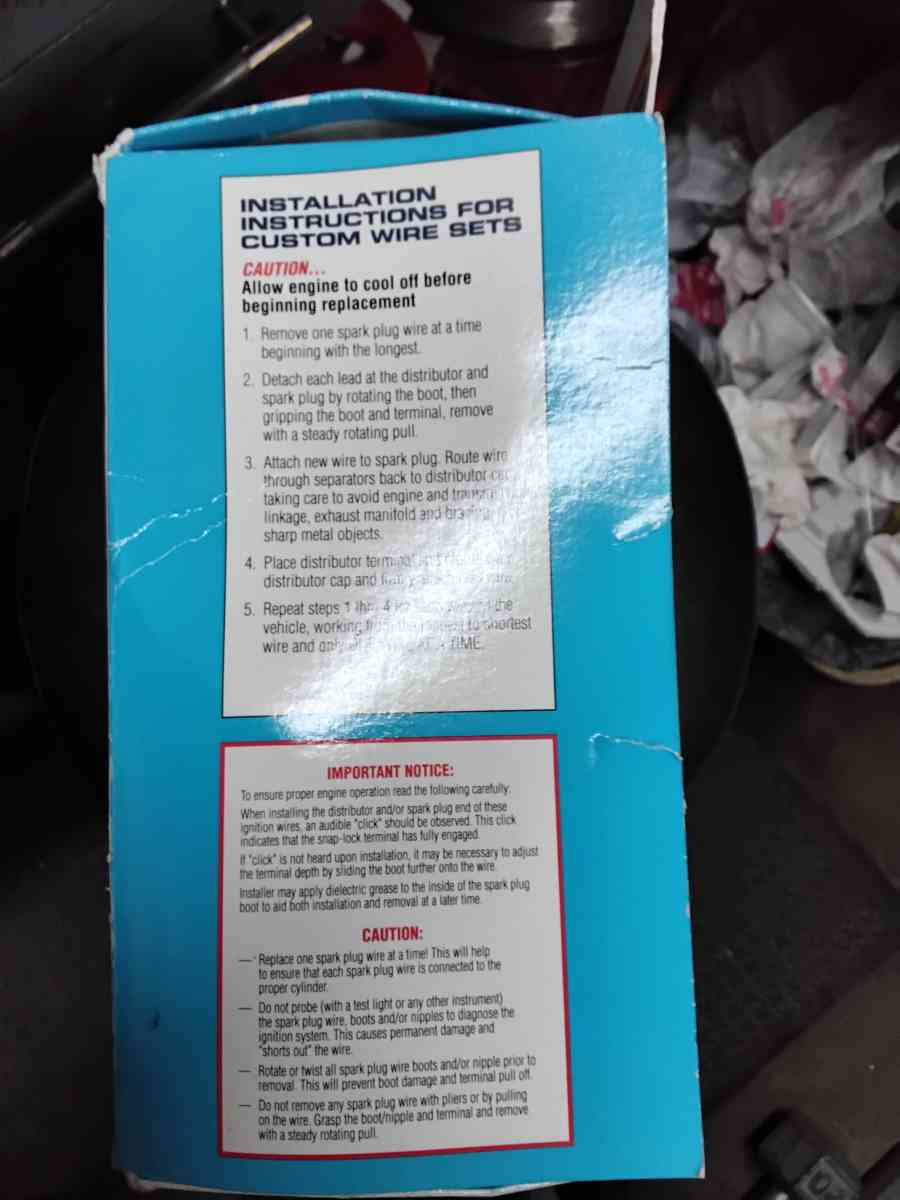 INSTALLATION
INSTRUCTIONS FOR
CUSTOM WIRE SETS
CAUTION...
Allow engine to cool off before
beginning replacement
1. Remove one spark plug wire at a time
beginning with the longest.
2. Detach each lead at the distributor and
spark plug by rotating the boot, then
gripping the boot and terminal, remove
with a steady rotating pull.
3. Attach new wire to spark plug. Route wire
through separators back to distributor cap
taking care to avoid engine and
linkage, exhaust manifold and
sharp metal objects.
4. Place distributor terminal
distributor cap and
5. Repeat steps 1 thru 4 the
vehicle, working to shortest
wire and only TIME.
IMPORTANT NOTICE:
To ensure proper engine operation read the following carefully.
When installing the distributor and/or spark plug end of these
ignition wires, an audible "click" should be observed. This click
indicates that the snap-lock terminal has fully engaged.
If "click" is not heard upon installation, it may be necessary to adjust
the terminal depth by sliding the boot further onto the wire.
Installer may apply dielectric grease to the inside of the spark plug
boot to aid both installation and removal at a later time.
CAUTION:
— Replace one spark plug wire at a time! This will help
to ensure that each spark plug wire is connected to the
proper cylinder.
— Do not probe (with a test light or any other instrument)
the spark plug wire, boots and/or nipples to diagnose the
ignition system. This causes permanent damage and
"shorts out" the wire.
— Rotate or twist all spark plug wire boots and/or nipple prior to
removal. This will prevent boot damage and terminal pull off.
— Do not remove any spark plug wire with pliers or by pulling
on the wire. Grasp the boot/nipple and terminal and remove
with a steady rotating pull.